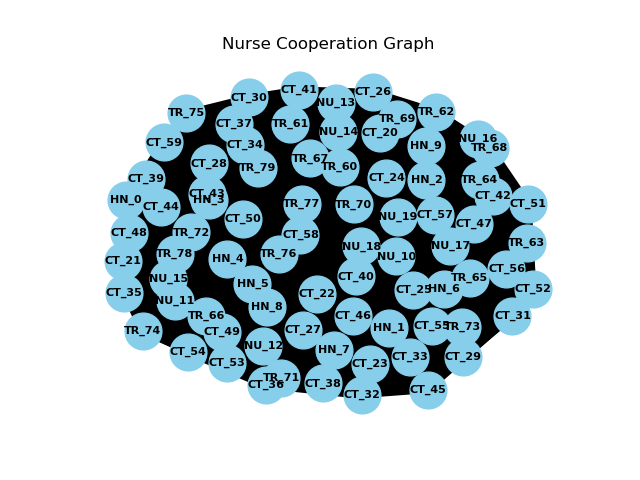 Nurse Cooperation Graph
CT_41
CT_26
CT_30
NU_13
TR_75
TR_62
TR_69
CT_37
TR_61
NU_14
CT_20
NU_16
CT_59
CT_34
HN_9
TR_68
CT_28
TR_67
TR_60
TR_79
CT_39
CT_24
HN_2
TR_64
CT_43
CT_42
HN_0
HN_3
CT_44
TR_77
TR_70
CT_51
CT_50
NU_19
CT_57
CT_47
CT_48
TR_72
CT_58
TR_63
TR_78
TR_76
NU_18
NU_17
CT_21
HN_4
NU_10
CT_56
NU_15
CT_40
TR_65
HN_5
CT_35
CT_22
CT_25
HN_6
CT_52
NU_11
HN_8
TR_66
CT_46
CT_31
TR_74
CT_49
CT_27
HN_1
CT_55
TR_73
NU_12
CT_54
HN_7
CT_33
CT_29
CT_53
CT_23
TR_71
CT_36
CT_38
CT_32
CT_45